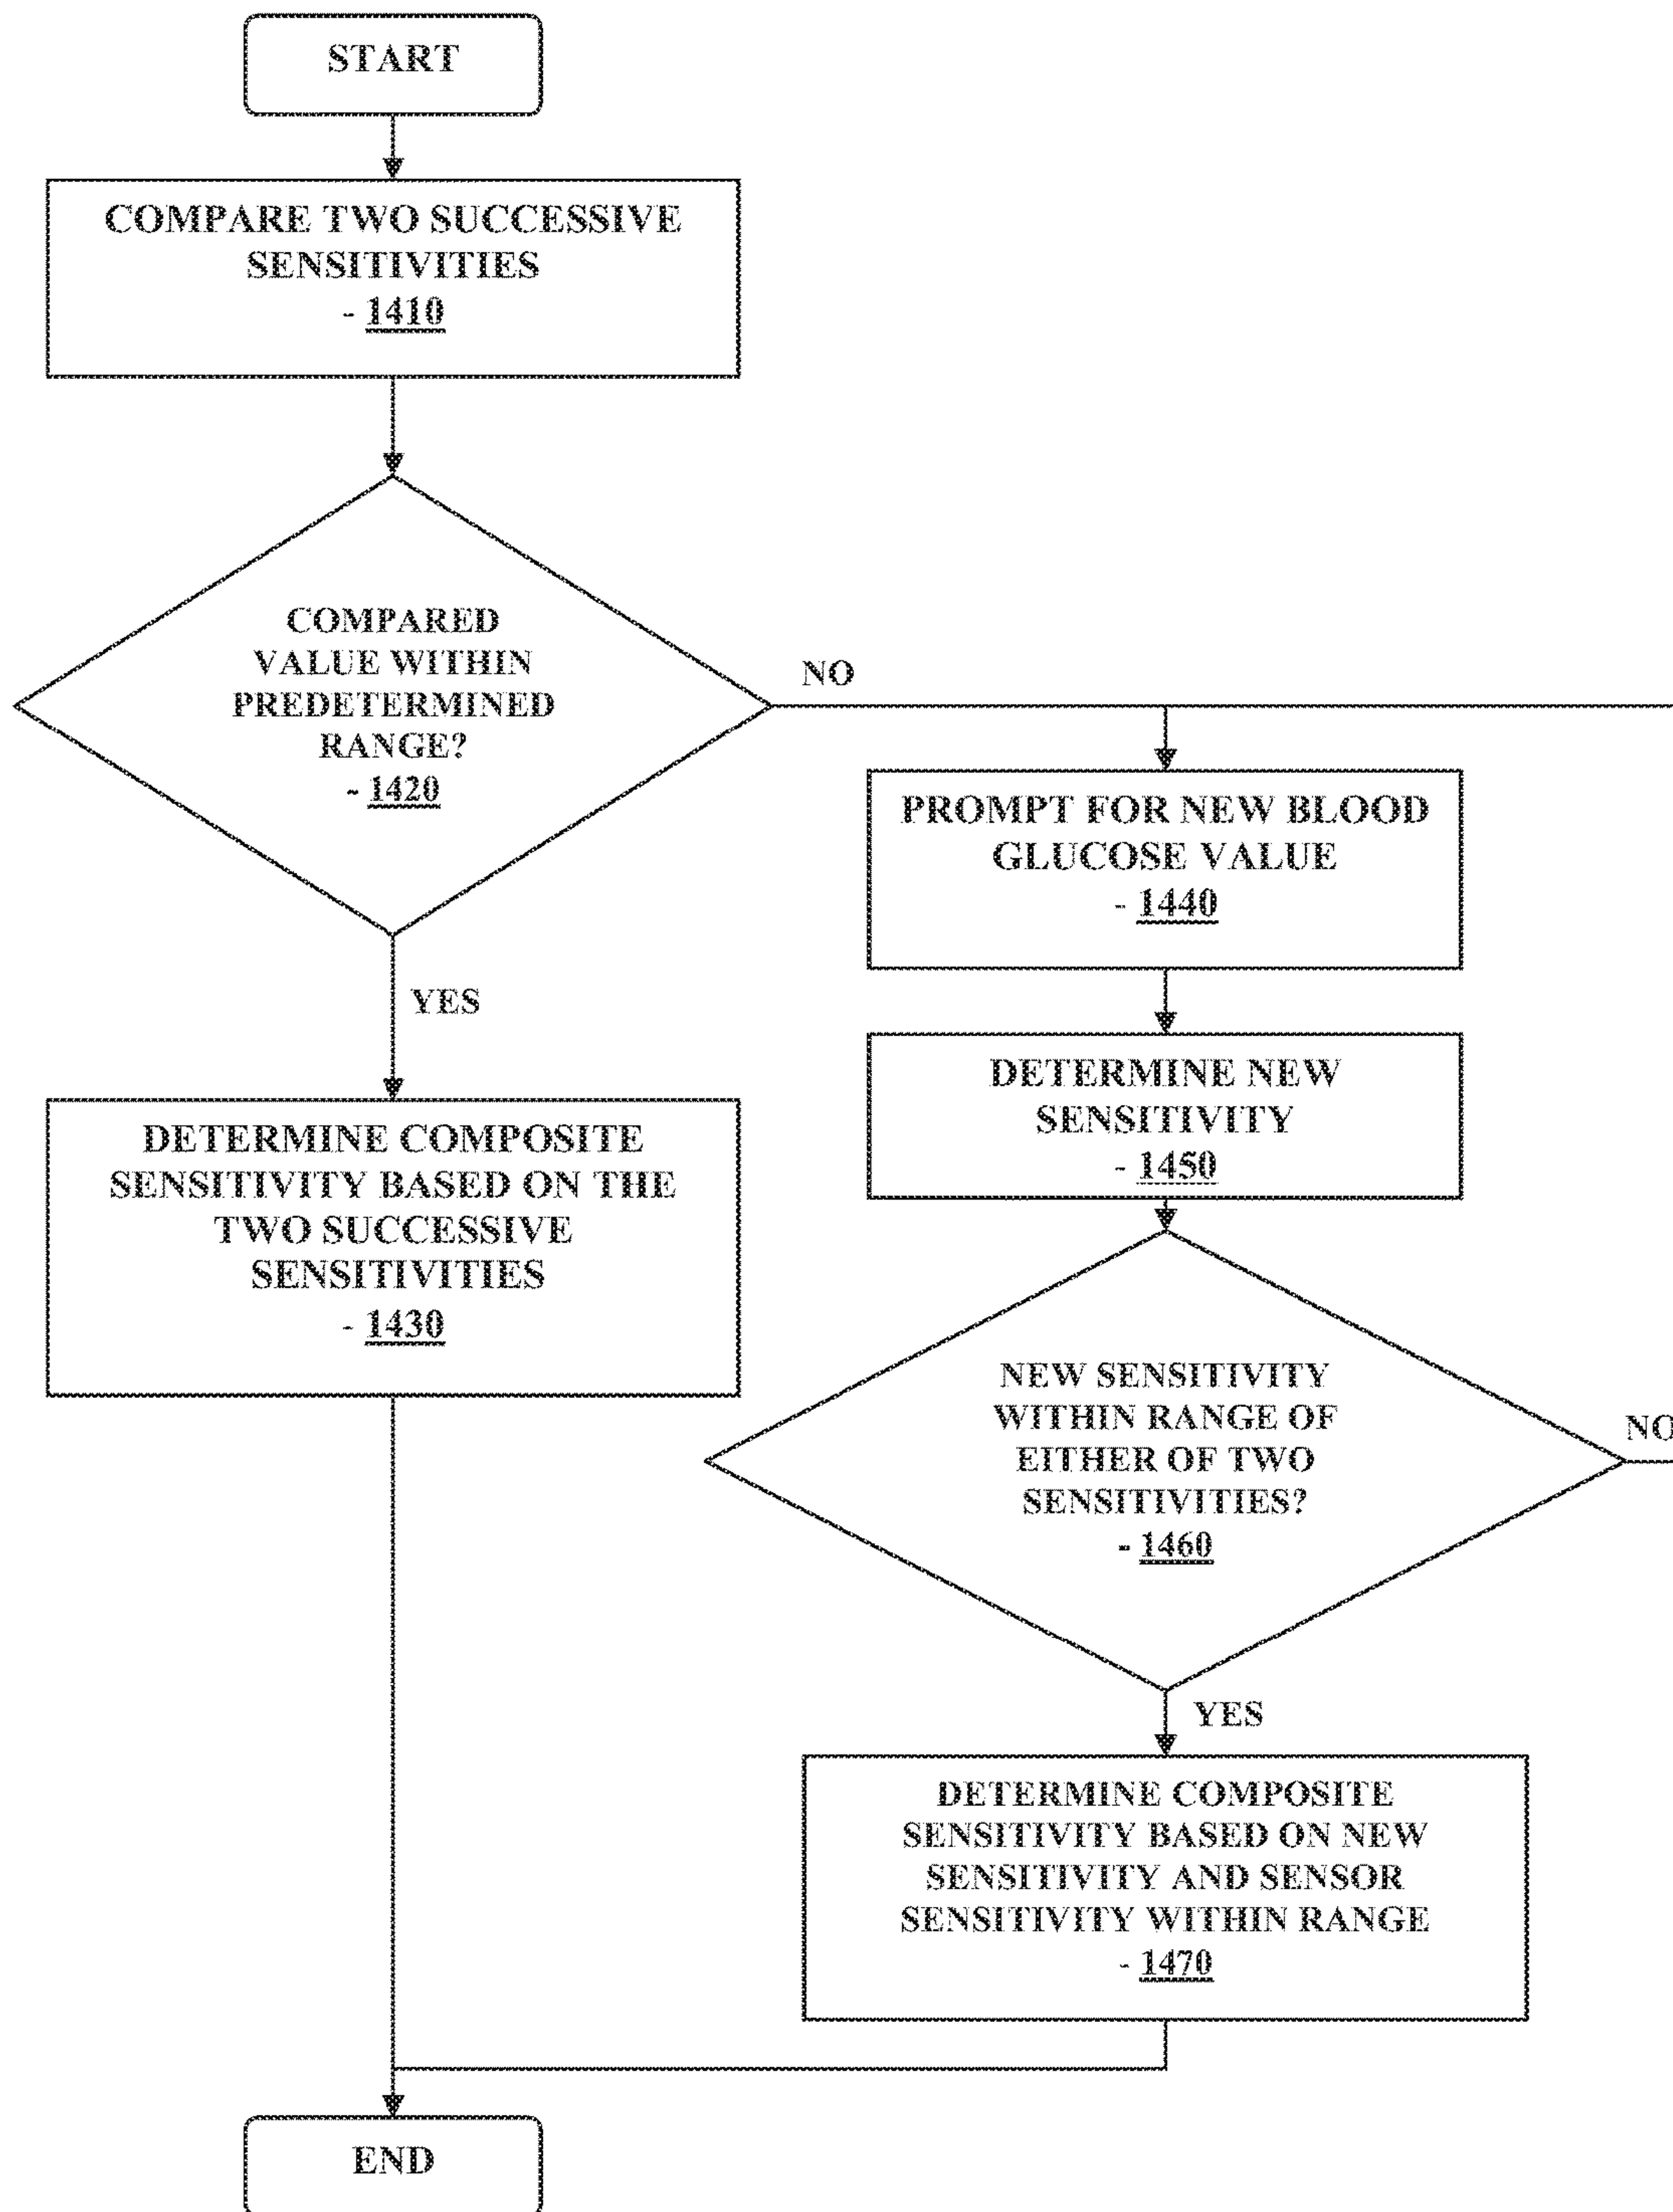 START
COMPARE TWO SUCCESSIVE
SENSITIVITIES
- 1410
COMPARED
VALUE WITHIN
PREDETERMINED
RANGE?
- 1420
NO
YES
PROMPT FOR NEW BLOOD
GLUCOSE VALUE
- 1440
DETERMINE NEW
SENSITIVITY
- 1450
DETERMINE COMPOSITE
SENSITIVITY BASED ON THE
TWO SUCCESSIVE
SENSITIVITIES
- 1430
NEW SENSITIVITY
WITHIN RANGE OF
EITHER OF TWO
SENSITIVITIES?
- 1460
NO
YES
DETERMINE COMPOSITE
SENSITIVITY BASED ON NEW
SENSITIVITY AND SENSOR
SENSITIVITY WITHIN RANGE
- 1470
END